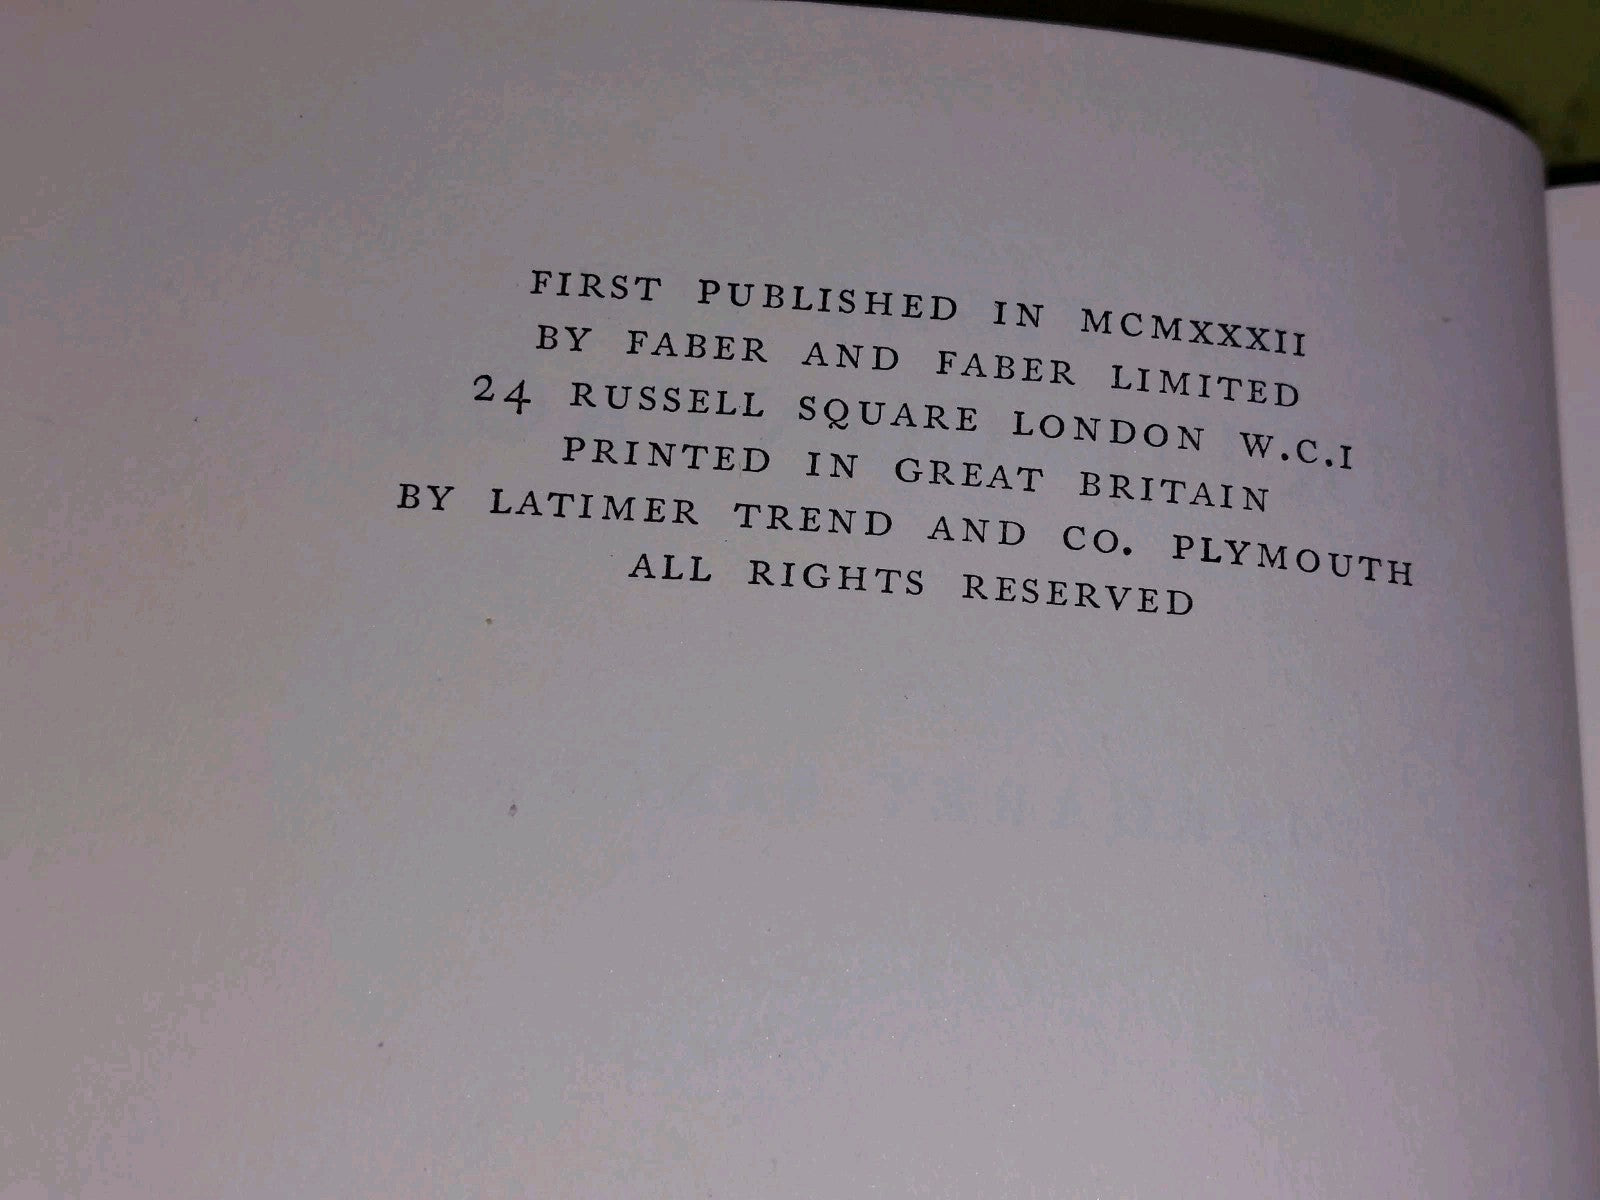 FIRST PUBLISHED IN MCMXXXII
BY FABER AND FABER LIMITED
24 RUSSELL SQUARE LONDON W.C.I
PRINTED IN GREAT BRITAIN
BY LATIMER TREND AND CO. PLYMOUTH
ALL RIGHTS RESERVED